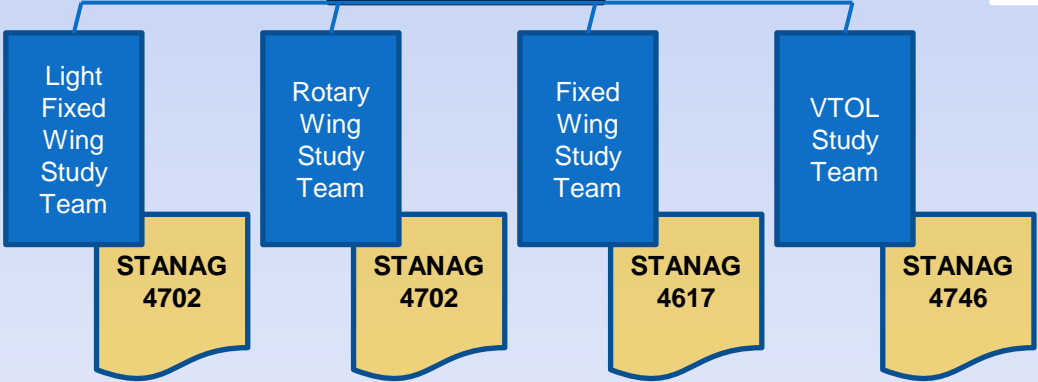 Light
Fixed
Wing
Study
Team
Rotary
Wing
Study
Team
Fixed
Wing
Study
Team
VTOL
Study
Team
STANAG
4702
STANAG
4702
STANAG
4617
STANAG
4746